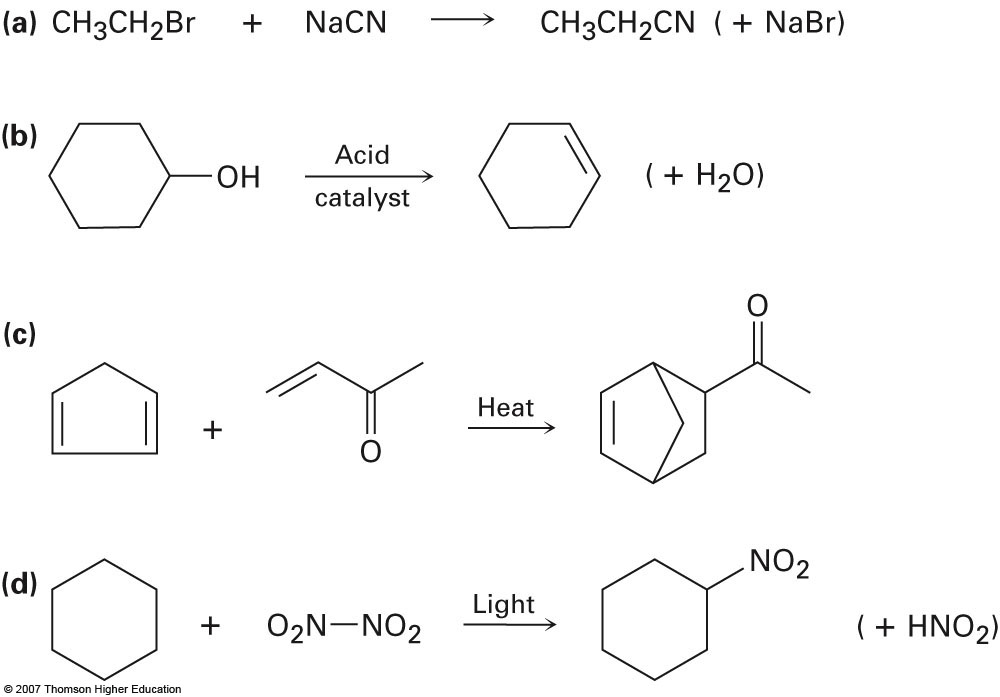 (a) CH3CH2Br + NaCN CH3CH2CN ( + NaBr)
(b) OH Acid catalyst ( + H2O)
(c) + O Heat O
(d) + O2N—NO2 Light NO2 ( + HNO2)
© 2007 Thomson Higher Education